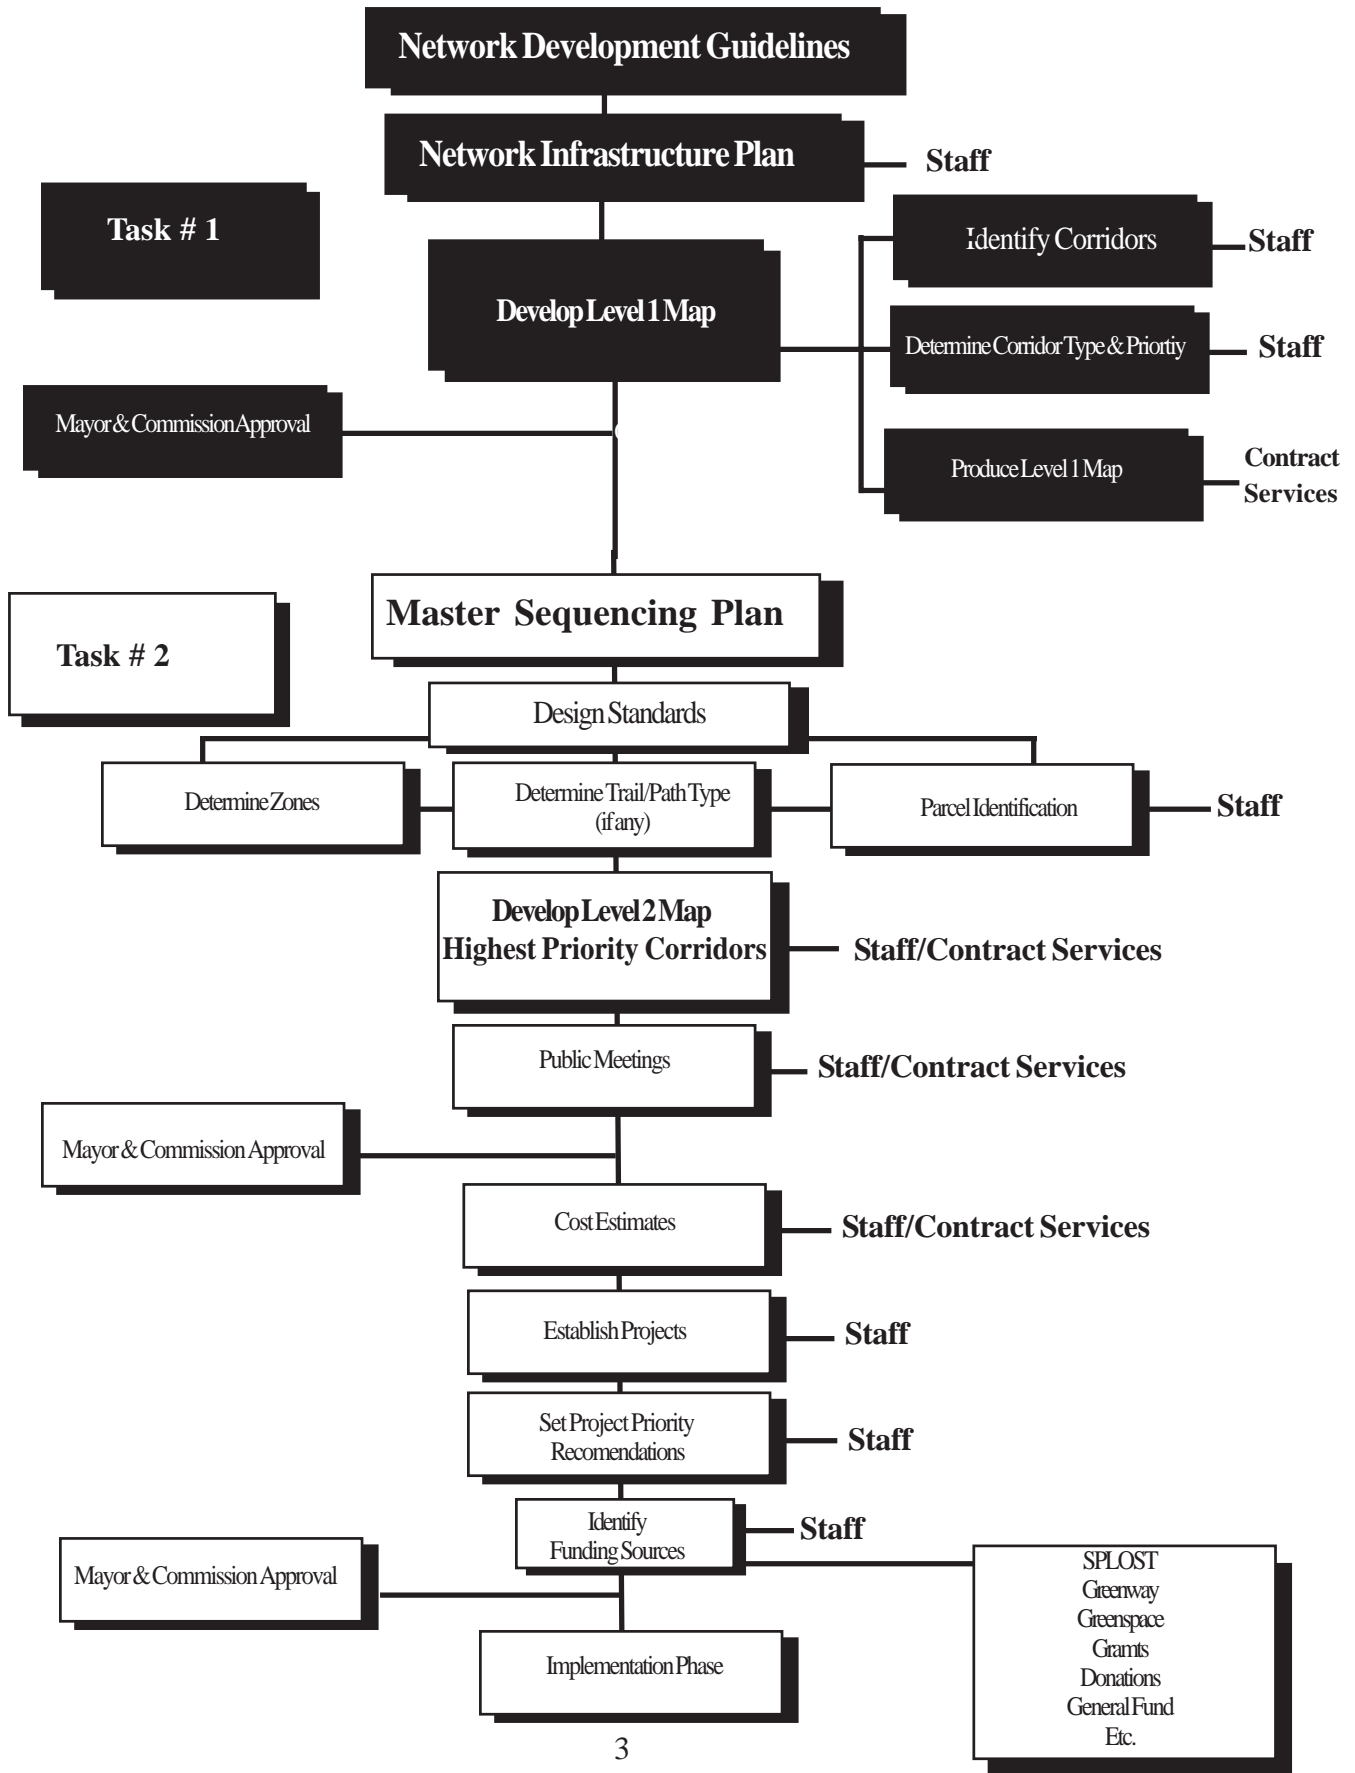 Network Development Guidelines
Network Infrastructure Plan
Staff
Task # 1
Identify Corridors
Staff
Develop Level 1 Map
Determine Corridor Type & Priortiy
Staff
Mayor & Commission Approval
Produce Level 1 Map
Contract
Services
Master Sequencing Plan
Task # 2
Design Standards
Determine Zones
Determine Trail/Path Type
(if any)
Parcel Identification
Staff
Develop Level 2 Map
Highest Priority Corridors
Staff/Contract Services
Public Meetings
Staff/Contract Services
Mayor & Commission Approval
Cost Estimates
Staff/Contract Services
Establish Projects
Staff
Set Project Priority
Recomendations
Staff
Identify
Funding Sources
Staff
Mayor & Commission Approval
SPLOST
Greenway
Greenspace
Gramts
Donations
General Fund
Etc.
Implementation Phase
3